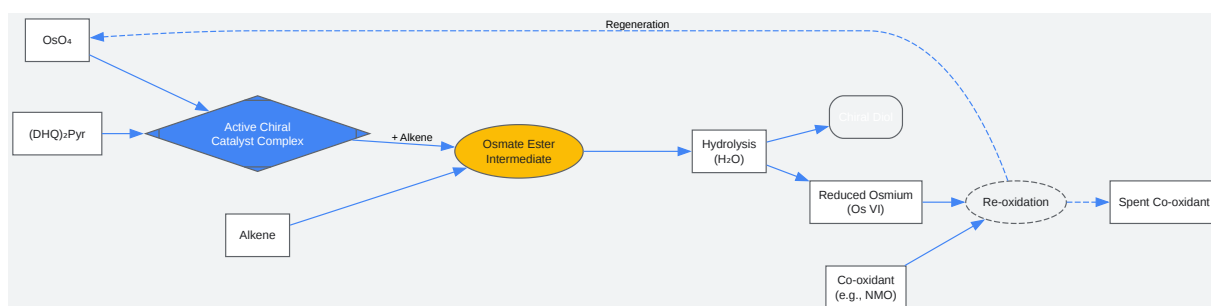 Regeneration
OsO₄
(DHQ)₂Pyr
Active Chiral
Catalyst Complex
+ Alkene
Osmate Ester
Intermediate
Hydrolysis
(H₂O)
Chiral Diol
Reduced Osmium
(Os VI)
Re-oxidation
Spent Co-oxidant
Alkene
Co-oxidant
(e.g., NMO)